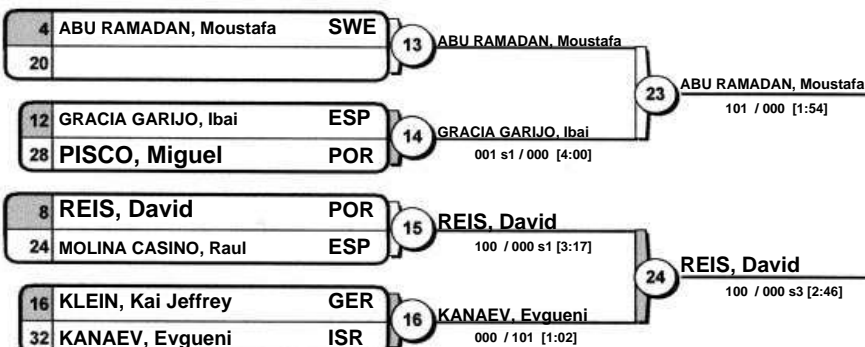 4 ABU RAMADAN, Moustafa SWE
20
13
ABU RAMADAN, Moustafa
12 GRACIA GARIJO, Ibai ESP
28 PISCO, Miguel POR
14
GRACIA GARIJO, Ibai
001 s1 / 000 [4:00]
23
ABU RAMADAN, Moustafa
101 / 000 [1:54]
8 REIS, David POR
24 MOLINA CASINO, Raul ESP
15
REIS, David
100 / 000 s1 [3:17]
16 KLEIN, Kai Jeffrey GER
32 KANAEV, Evgueni ISR
16
KANAEV, Evgueni
000 / 101 [1:02]
24
REIS, David
100 / 000 s3 [2:46]